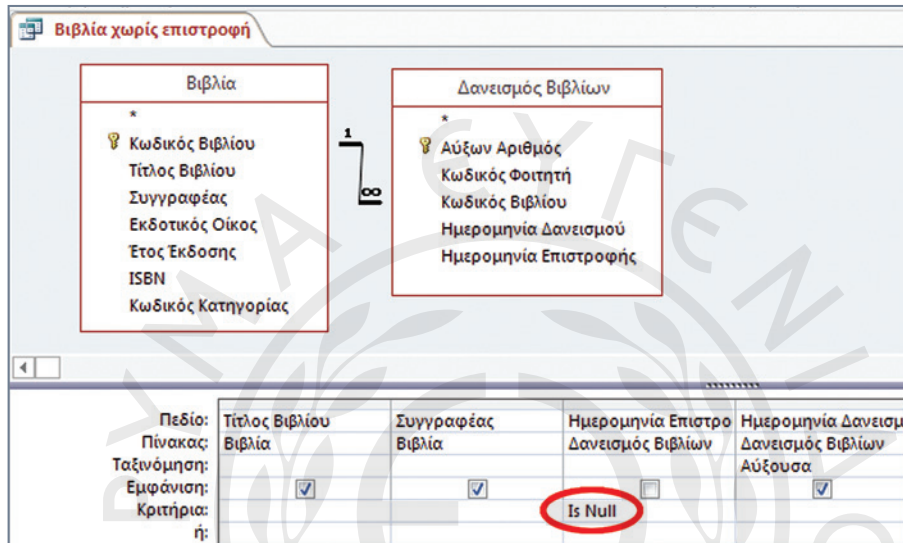 Βιβλία χωρίς επιστροφή
Βιβλία
*
Κωδικός Βιβλίου
Τίτλος Βιβλίου
Συγγραφέας
Εκδοτικός Οίκος
Έτος Έκδοσης
ISBN
Κωδικός Κατηγορίας
1
∞
Δανεισμός Βιβλίων
*
Αύξων Αριθμός
Κωδικός Φοιτητή
Κωδικός Βιβλίου
Ημερομηνία Δανεισμού
Ημερομηνία Επιστροφής
Πεδίο: Τίτλος Βιβλίου Συγγραφέας Ημερομηνία Επιστρο Ημερομηνία Δανεισμ
Πίνακας: Βιβλία Βιβλία Δανεισμός Βιβλίων Δανεισμός Βιβλίων
Ταξινόμηση: Αύξουσα
Εμφάνιση:
Κριτήρια: Is Null
ή: